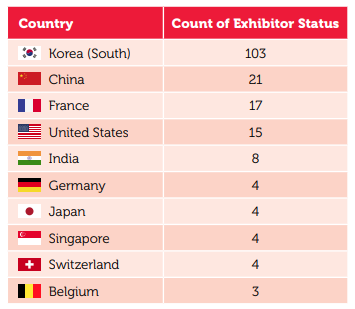 Country Count of Exhibitor Status
Korea (South) 103
China 21
France 17
United States 15
India 8
Germany 4
Japan 4
Singapore 4
Switzerland 4
Belgium 3